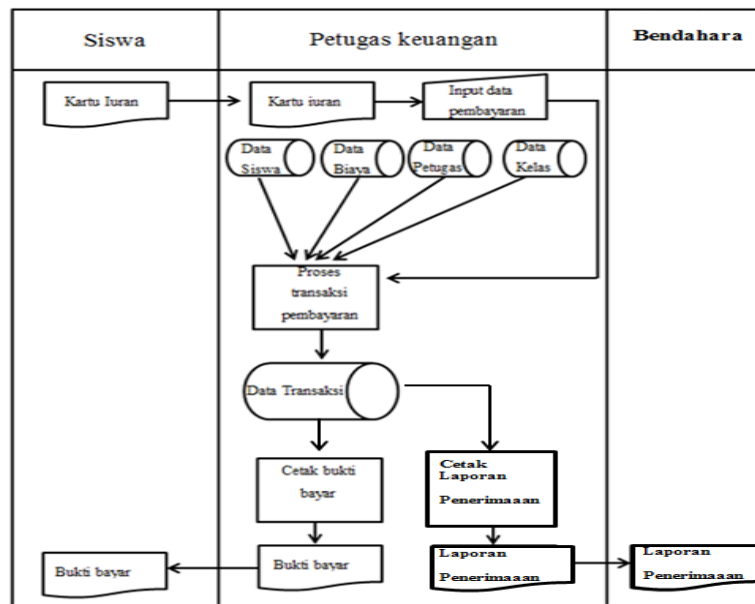 Siswa
Petugas keuangan
Bendahara
Kartu Iuran
Kartu iuran
Input data
pembayaran
Data
Siswa
Data
Biaya
Data
Petugas
Data
Kelas
Proses
transaksi
pembayaran
Data Transaksi
Cetak bukti
bayar
Cetak
Laporan
Penerimaaan
Bukti bayar
Bukti bayar
Laporan
Penerimaaan
Laporan
Penerimaaan